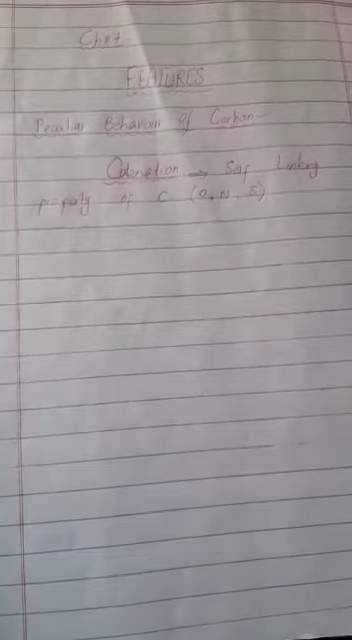 Ch#7
FEATURES
Peculiar Behaviour of Carbon
Catenation → Self Linking
property of C (O, N, S)